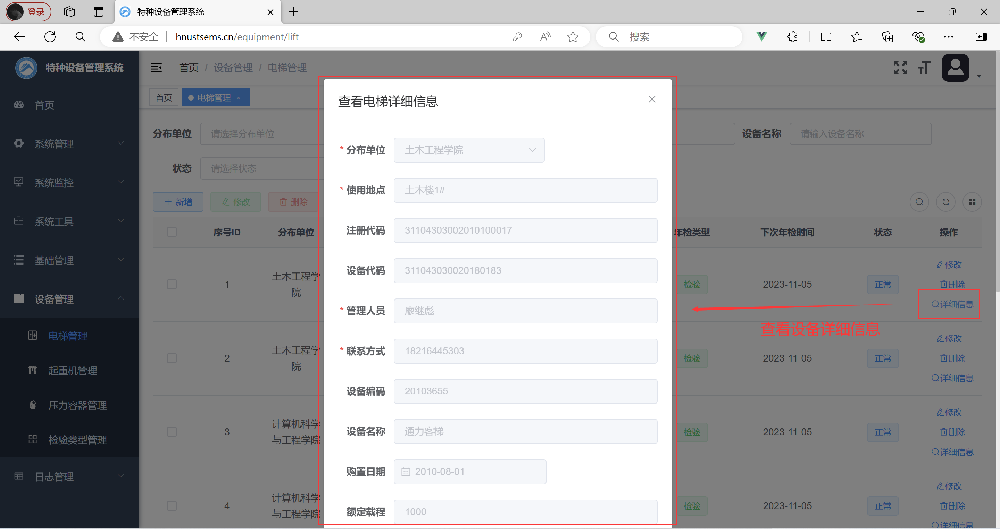 登录
特种设备管理系统
不安全 hnustsems.cn/equipment/lift 搜索
特种设备管理系统
首页 / 设备管理 / 电梯管理
首页 电梯管理
首页
系统管理
系统监控
系统工具
基础管理
设备管理
电梯管理
起重机管理
压力容器管理
检验类型管理
日志管理
分布单位 请选择分布单位 设备名称 请输入设备名称
状态 请选择状态
新增 修改 删除
序号ID 分布单位 年检类型 下次年检时间 状态 操作
1 土木工程学院 检验 2023-11-05 正常 修改 删除 详细信息
2 土木工程学院 检验 2023-11-05 正常 修改 删除 详细信息
3 计算机科学与工程学院 检验 2023-11-05 正常 修改 删除 详细信息
4 计算机科学与工程学院 检验 2023-11-05 正常 修改 删除 详细信息
查看设备详细信息
查看电梯详细信息
* 分布单位 土木工程学院
* 使用地点 土木楼1#
注册代码 31104303002010100017
设备代码 311043030020180183
* 管理人员 廖继彪
* 联系方式 18216445303
设备编码 20103655
设备名称 通力客梯
购置日期 2010-08-01
额定载程 1000